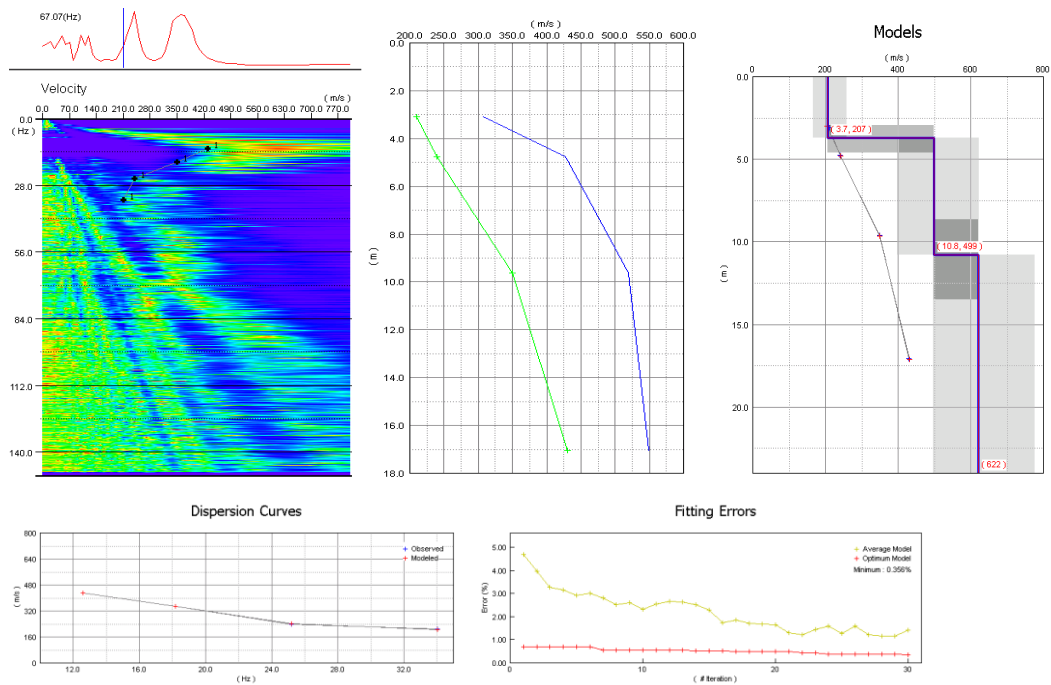 67.07(Hz)
Velocity
( m/s )
0.0 70.0 140.0 210.0 280.0 350.0 420.0 490.0 560.0 630.0 700.0 770.0
0.0
( Hz )
28.0
56.0
84.0
112.0
140.0
1
1
1
1
( m/s )
200.0 250.0 300.0 350.0 400.0 450.0 500.0 550.0 600.0
0.0
2.0
4.0
6.0
8.0
10.0
12.0
14.0
16.0
18.0
( m )
Models
( m/s )
0 200 400 600 800
0.0
5.0
10.0
15.0
20.0
( m )
( 3.7, 207)
( 10.8, 499)
( 622 )
Dispersion Curves
800
640
480
320
160
0
( m/s )
Observed
Modeled
12.0 16.0 20.0 24.0 28.0 32.0
( Hz )
Fitting Errors
5.00
4.00
3.00
2.00
1.00
0.00
Error (%)
Average Model
Optimum Model
Minimum : 0.356%
0 10 20 30
( # Iteration )